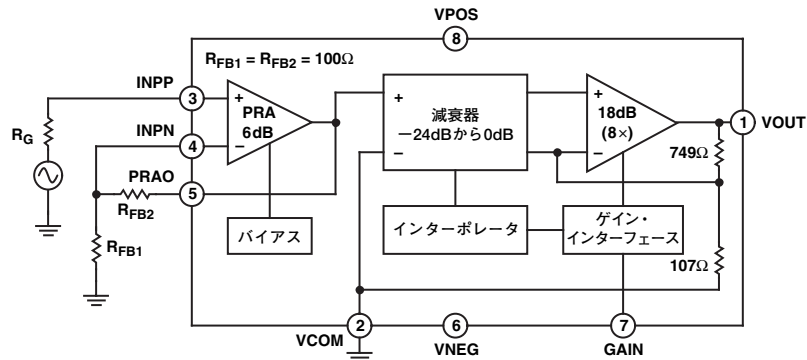 VPOS
8
RFB1 = RFB2 = 100Ω
INPP
3
+
PRA
6dB
INPN
4
−
RG
PRAO
5
RFB2
RFB1
バイアス
+
減衰器
−24dBから0dB
−
+
18dB
(8×)
−
1
VOUT
749Ω
インターポレータ
ゲイン・
インターフェース
107Ω
2
VCOM
6
VNEG
7
GAIN